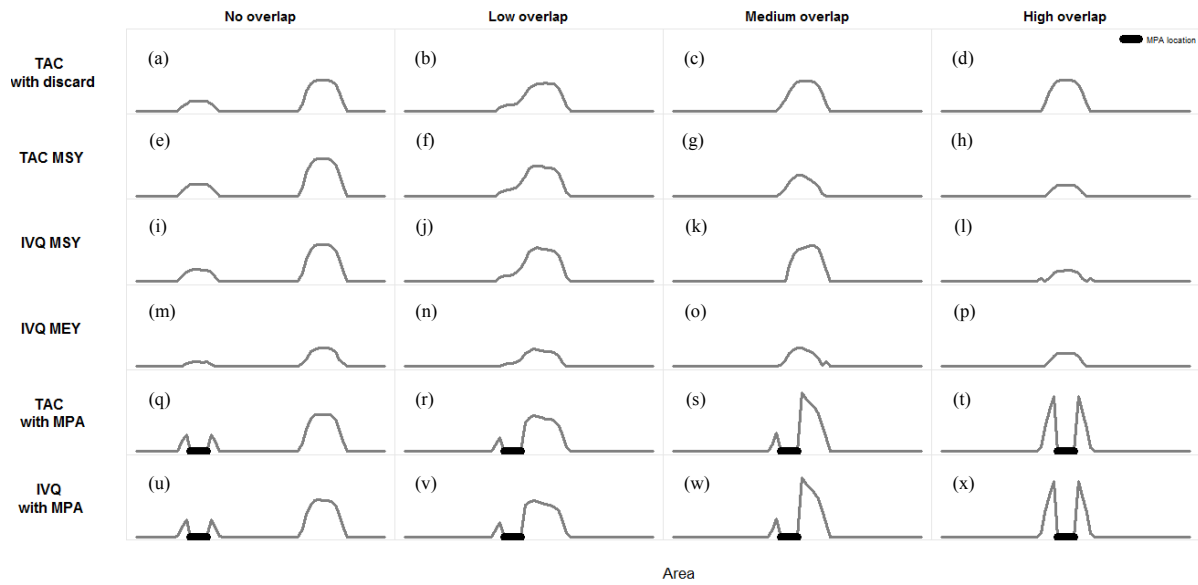 No overlap Low overlap Medium overlap High overlap
MPA location
TAC
with discard
(a) (b) (c) (d)
TAC MSY
(e) (f) (g) (h)
IVQ MSY
(i) (j) (k) (l)
IVQ MEY
(m) (n) (o) (p)
TAC
with MPA
(q) (r) (s) (t)
IVQ
with MPA
(u) (v) (w) (x)
Area